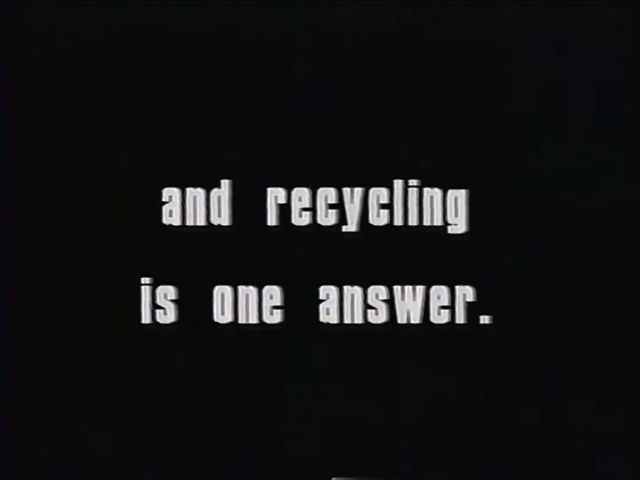 and recycling
is one answer.